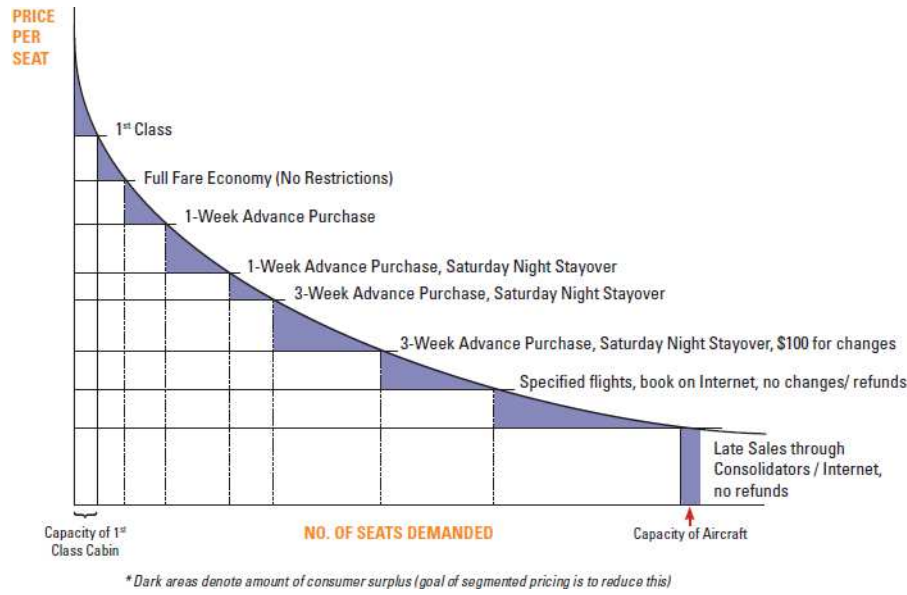 PRICE
PER
SEAT
1st Class
Full Fare Economy (No Restrictions)
1-Week Advance Purchase
1-Week Advance Purchase, Saturday Night Stayover
3-Week Advance Purchase, Saturday Night Stayover
3-Week Advance Purchase, Saturday Night Stayover, $100 for changes
Specified flights, book on Internet, no changes/ refunds
Late Sales through
Consolidators / Internet,
no refunds
Capacity of 1st
Class Cabin
NO. OF SEATS DEMANDED
Capacity of Aircraft
* Dark areas denote amount of consumer surplus (goal of segmented pricing is to reduce this)